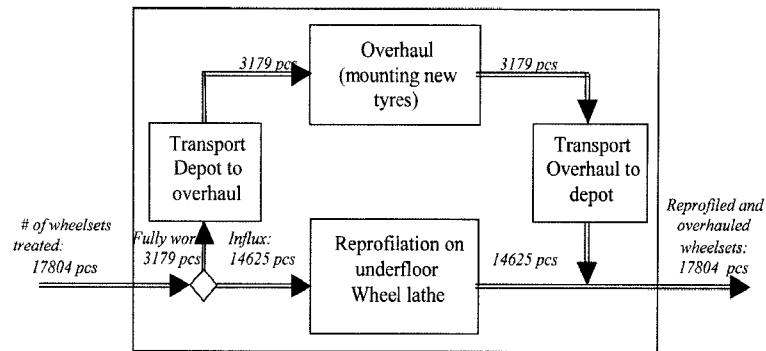 3179 pcs
Overhaul
(mounting new
tyres)
3179 pcs
Transport
Depot to
overhaul
Transport
Overhaul to
depot
# of wheelsets
treated:
17804 pcs
Fully wor
3179 pcs
Influx:
14625 pcs
Reprofilation on
underfloor
Wheel lathe
14625 pcs
Reprofiled and
overhauled
wheelsets:
17804 pcs